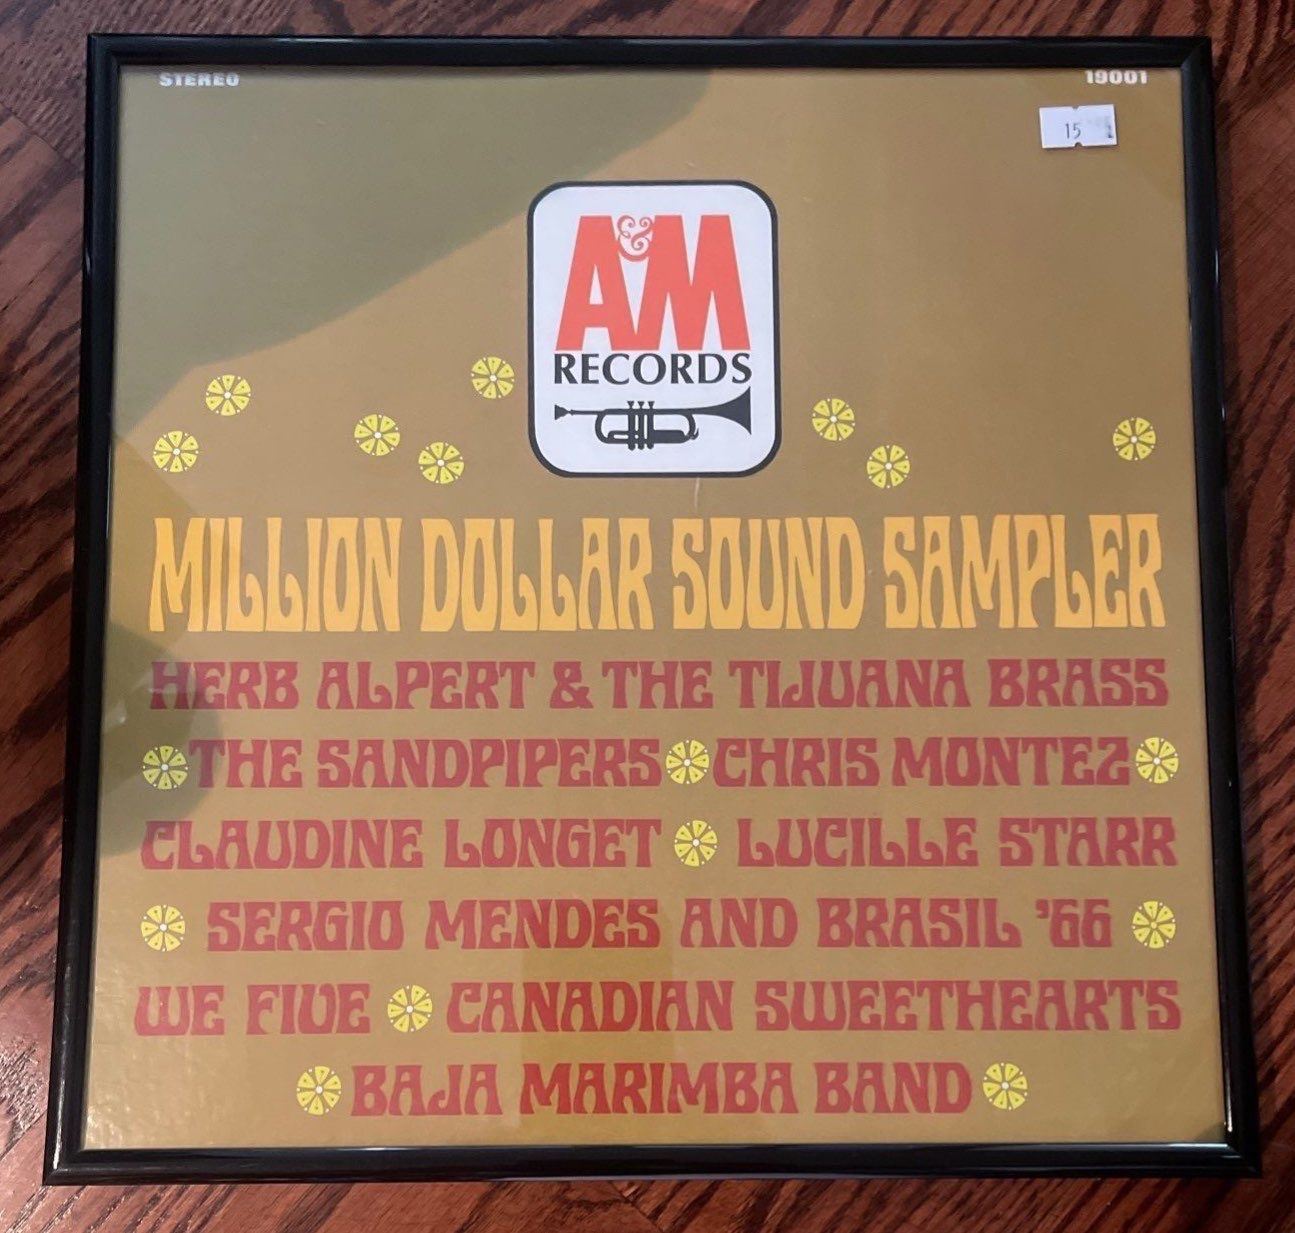 STEREO 19001
15
A&M
RECORDS
MILLION DOLLAR SOUND SAMPLER
HERB ALPERT & THE TIJUANA BRASS
THE SANDPIPERS CHRIS MONTEZ
CLAUDINE LONGET LUCILLE STARR
SERGIO MENDES AND BRASIL '66
WE FIVE CANADIAN SWEETHEARTS
BAJA MARIMBA BAND